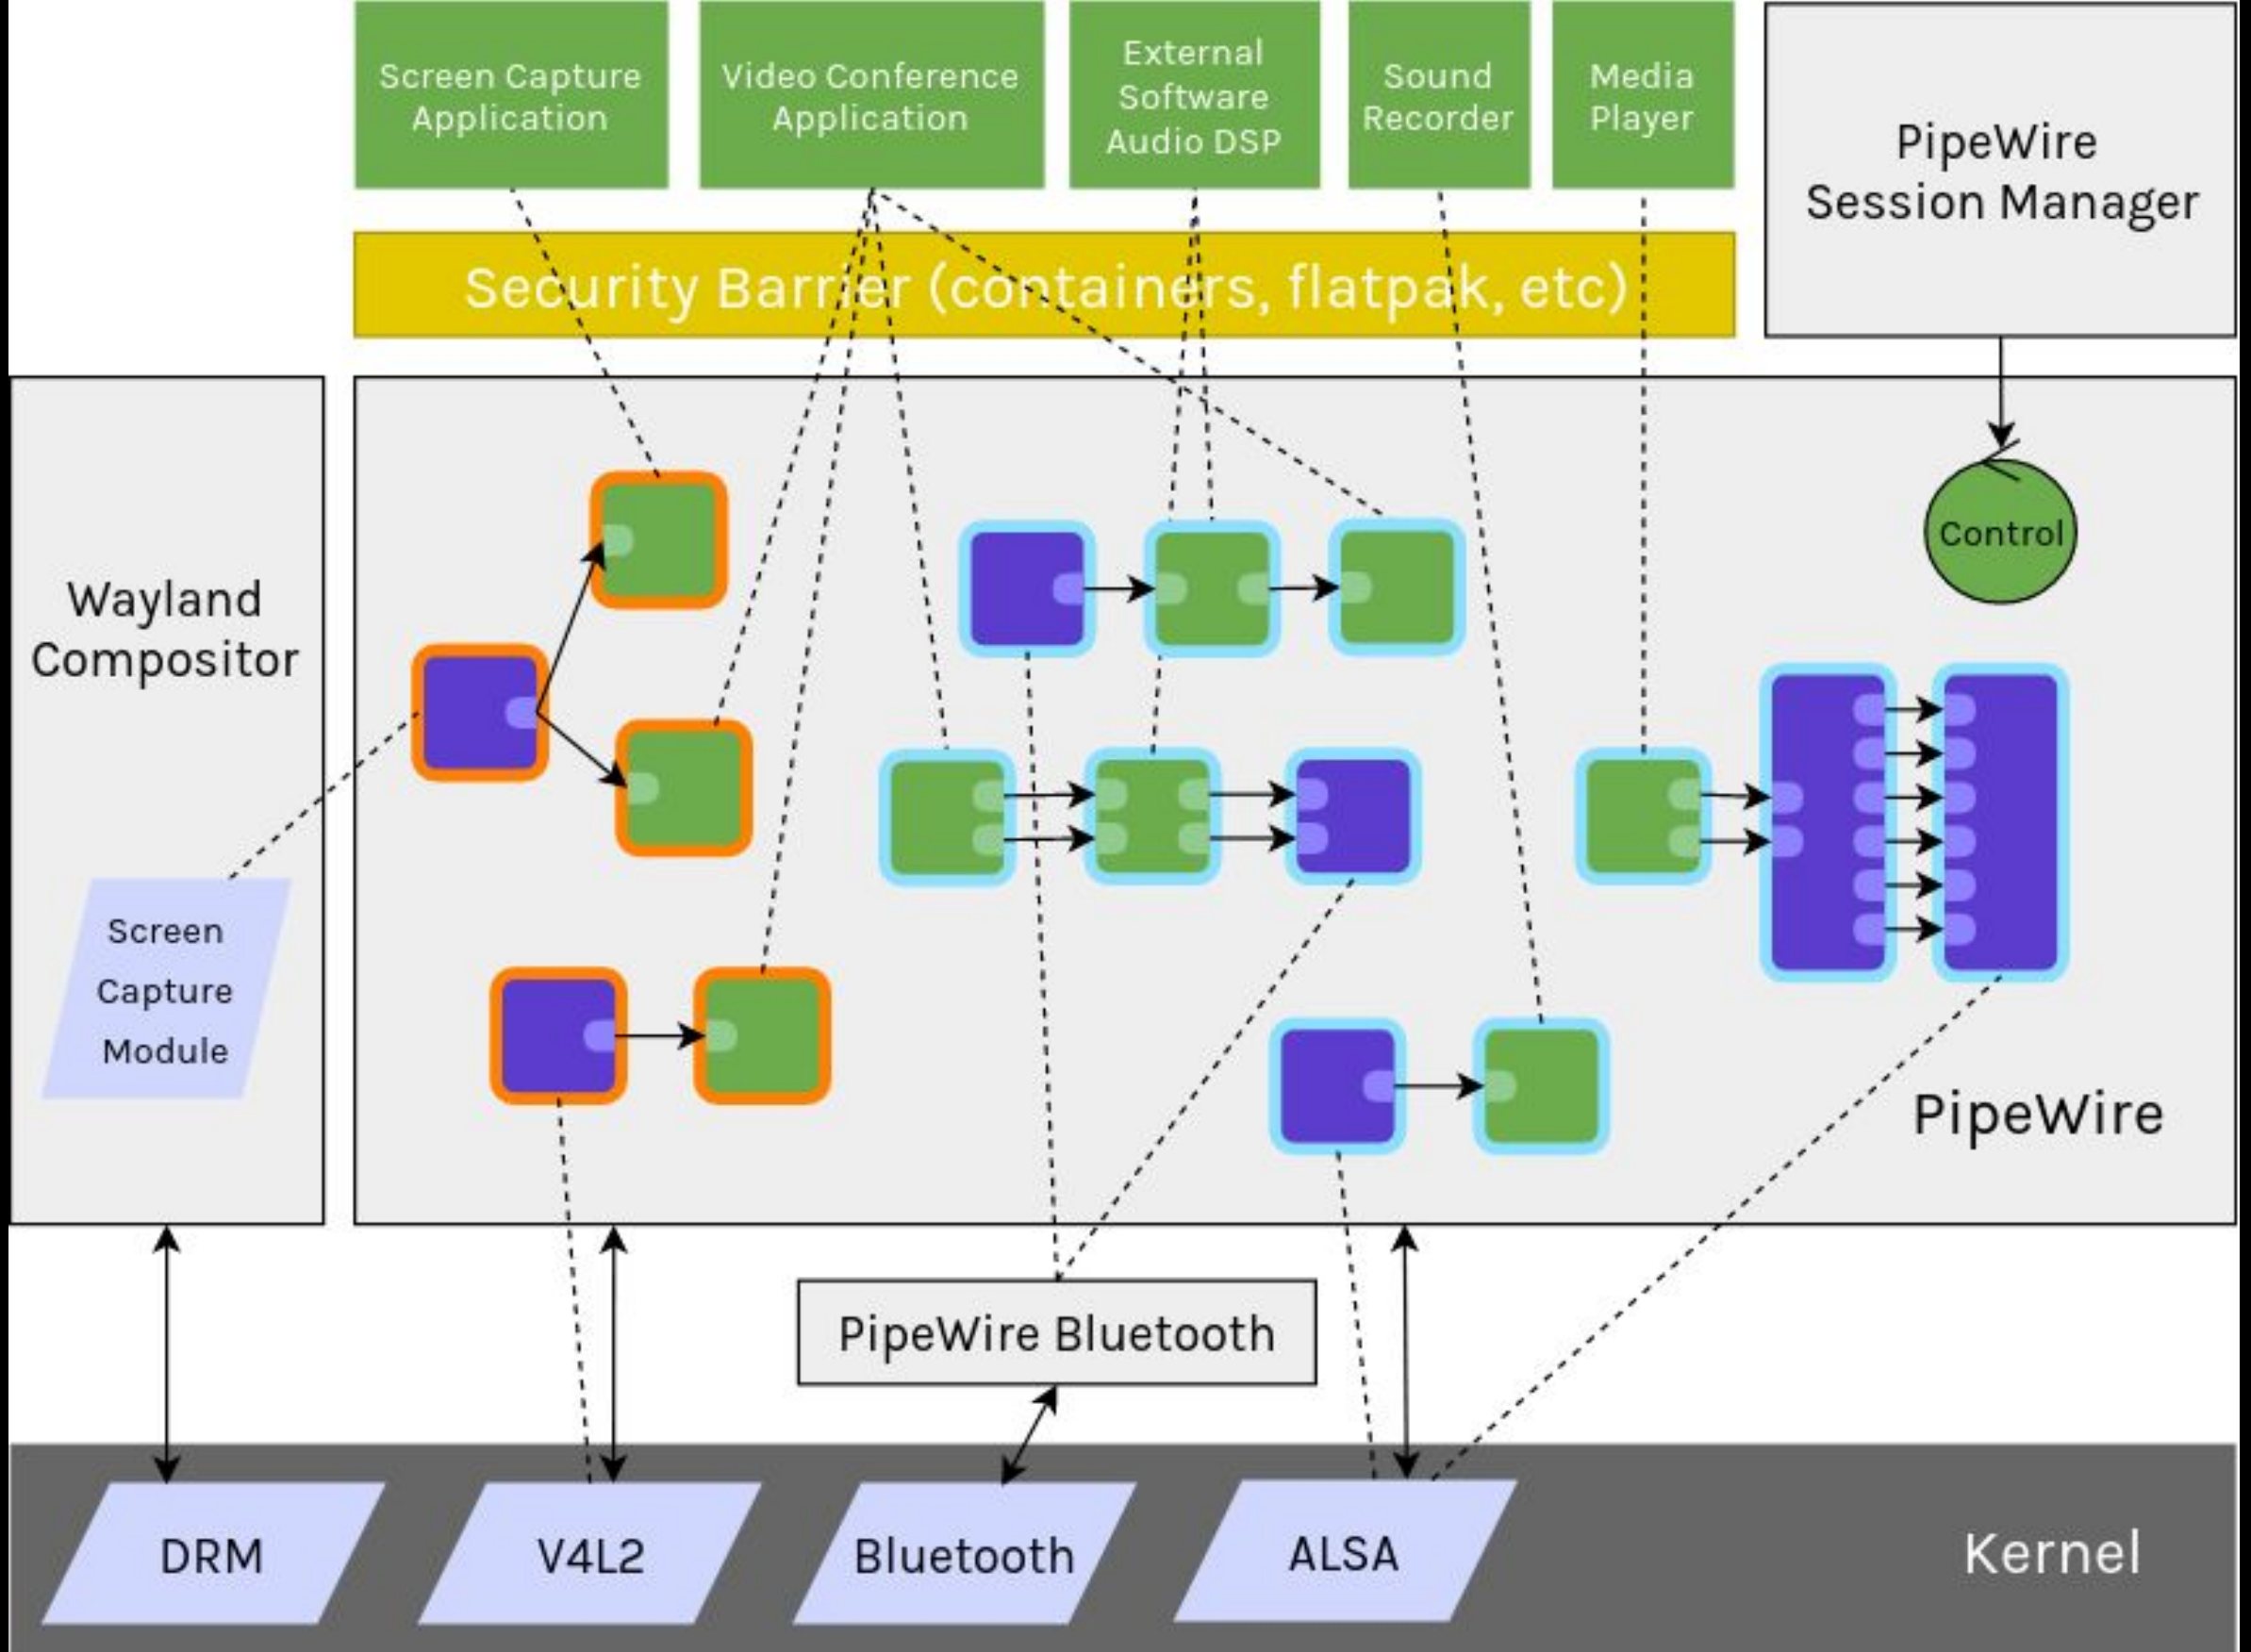 Screen Capture
Application
Video Conference
Application
External
Software
Audio DSP
Sound
Recorder
Media
Player
PipeWire
Session Manager
Security Barrier (containers, flatpak, etc)
Control
Wayland
Compositor
Screen
Capture
Module
PipeWire
PipeWire Bluetooth
DRM
V4L2
Bluetooth
ALSA
Kernel